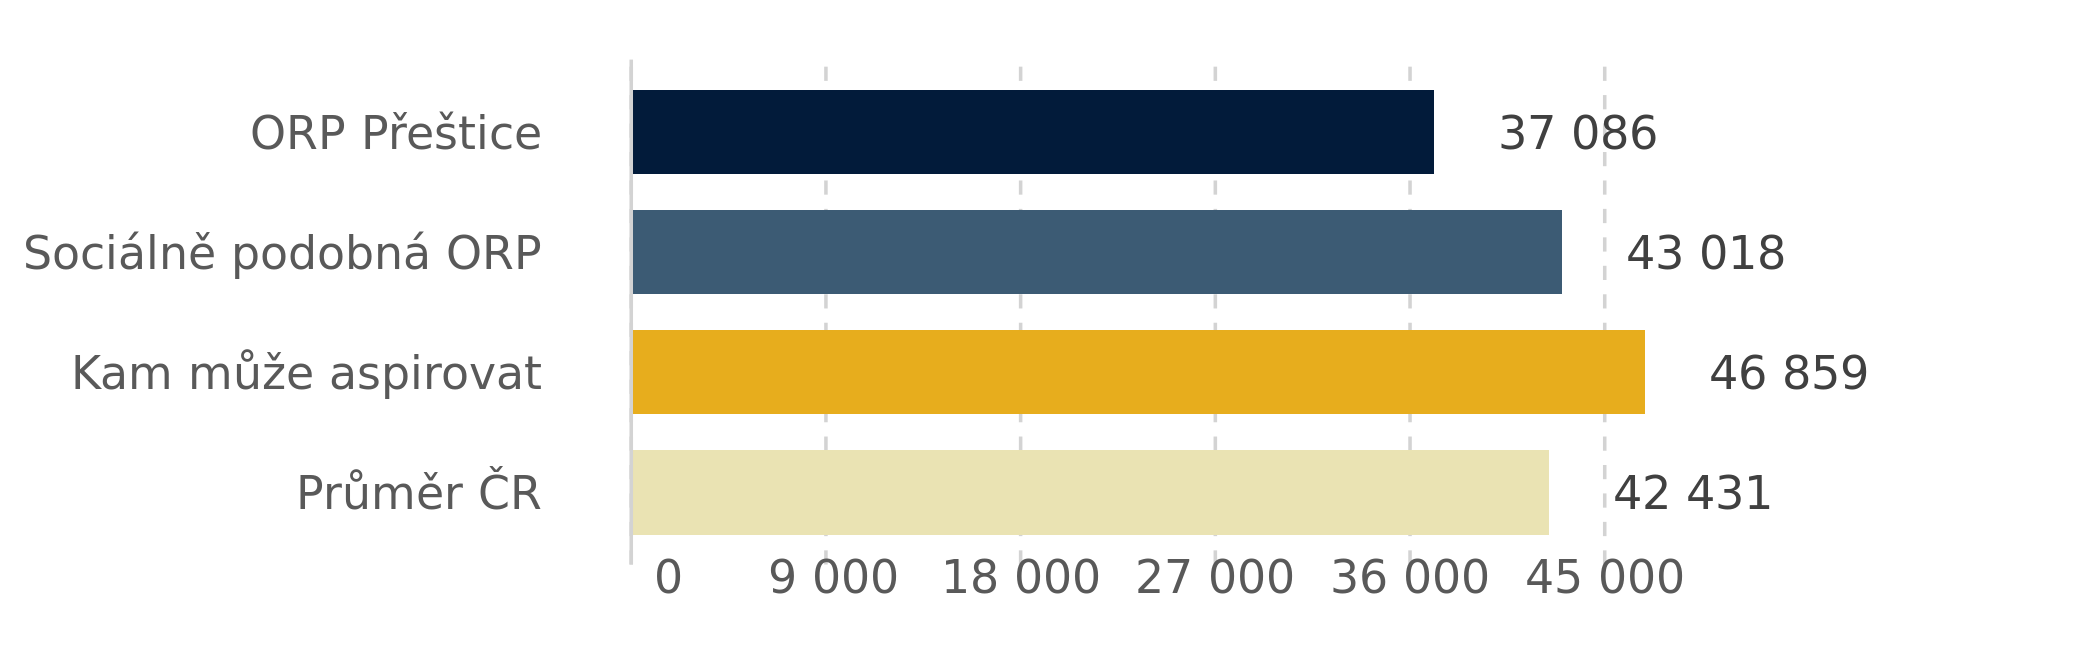 ORP Přeštice 37 086
Sociálně podobná ORP 43 018
Kam může aspirovat 46 859
Průměr ČR 42 431
0 9 000 18 000 27 000 36 000 45 000